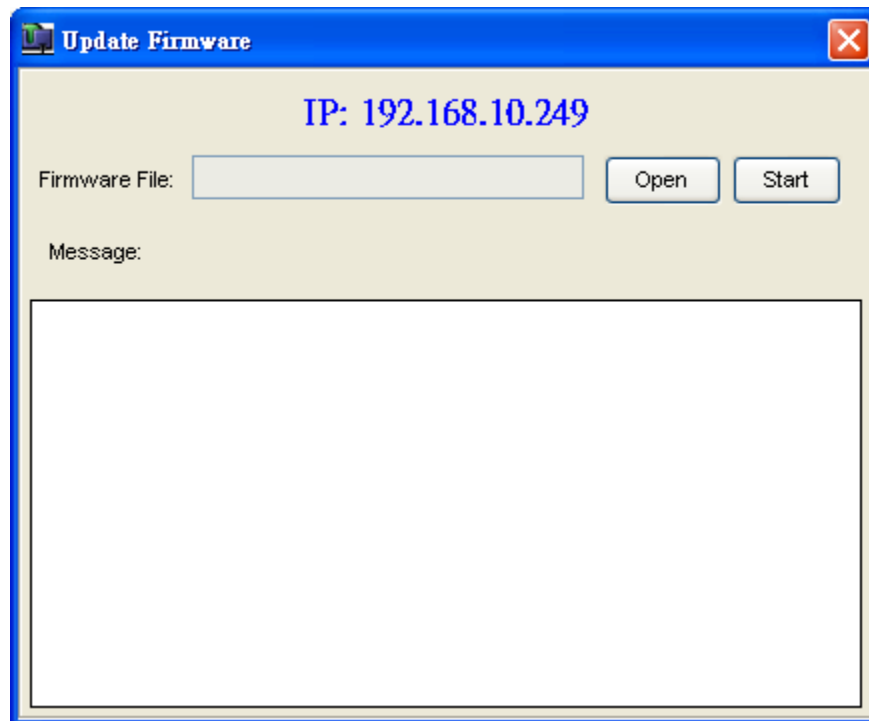 Update Firmware
IP: 192.168.10.249
Firmware File: Open Start
Message: